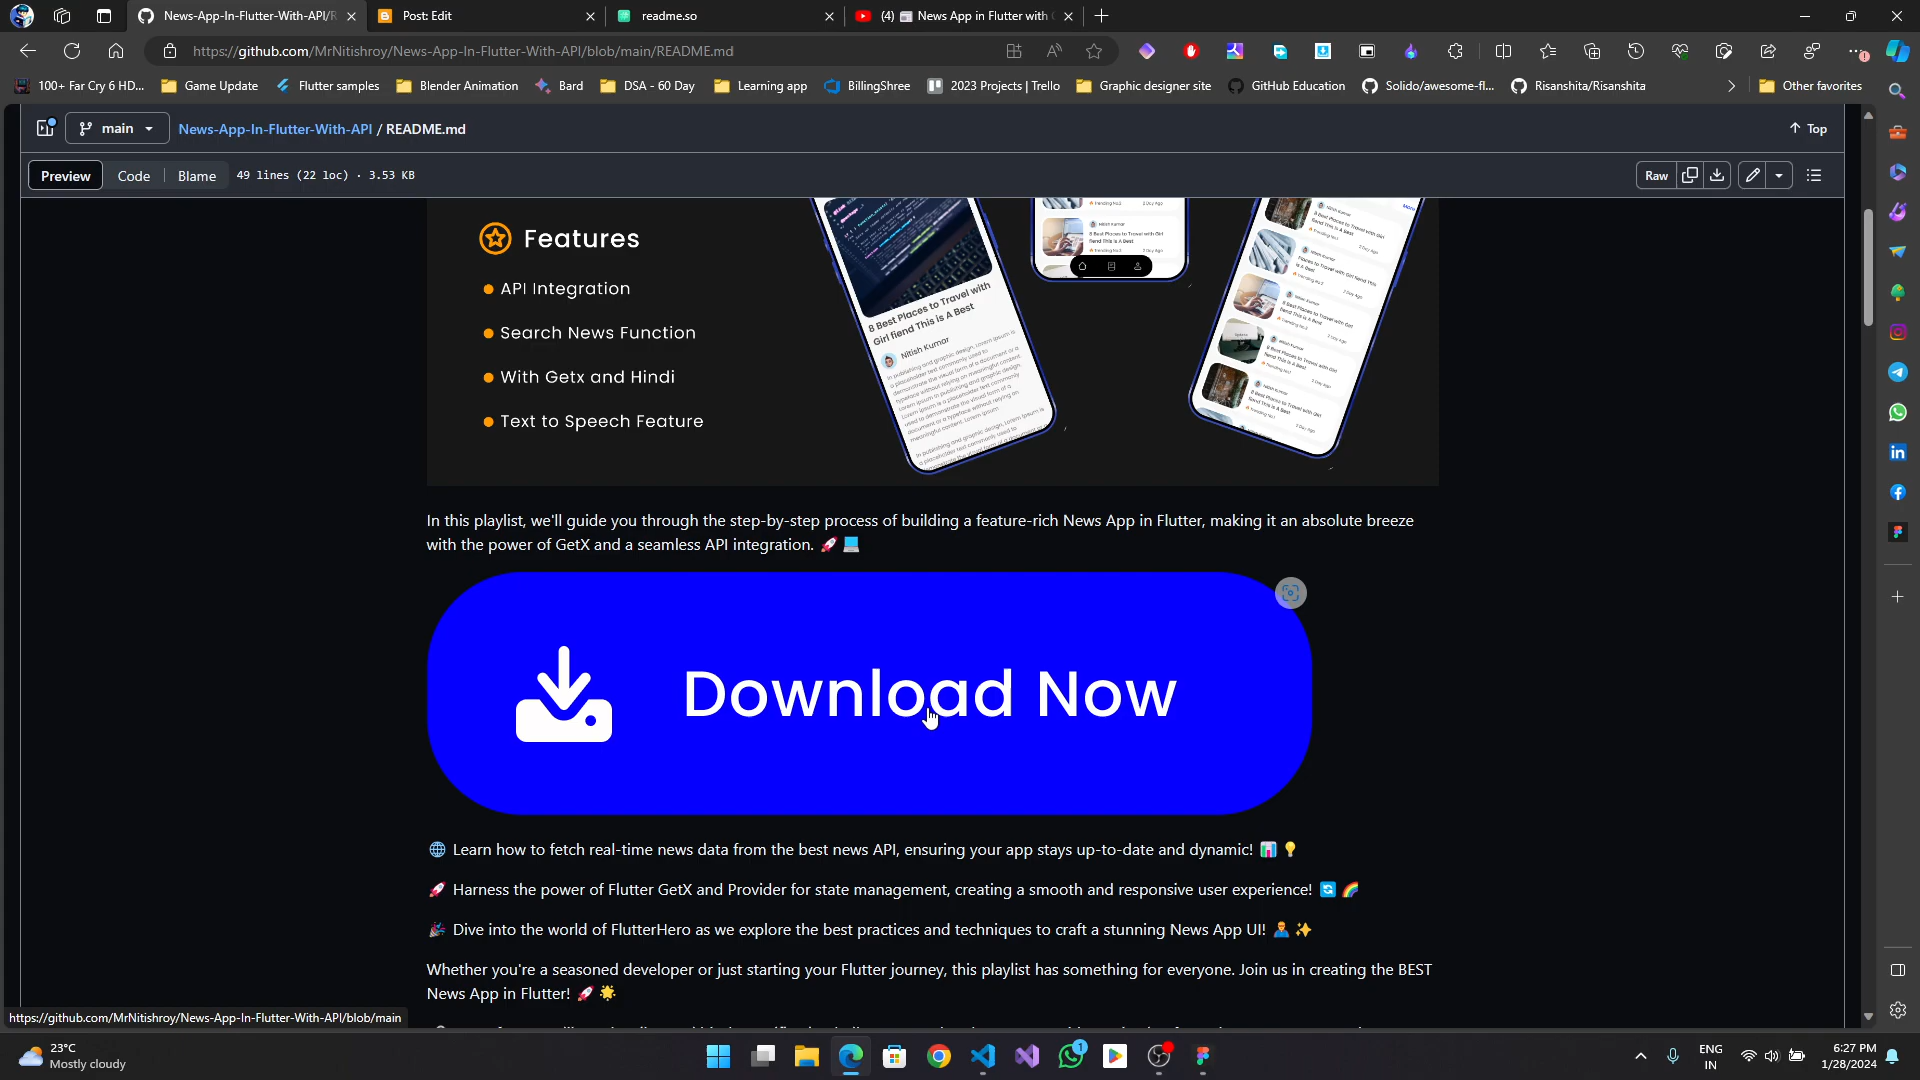 News-App-In-Flutter-With-API/R
Post: Edit
readme.so
(4) News App in Flutter with
https://github.com/MrNitishroy/News-App-In-Flutter-With-API/blob/main/README.md
100+ Far Cry 6 HD...
Game Update
Flutter samples
Blender Animation
Bard
DSA - 60 Day
Learning app
BillingShree
2023 Projects | Trello
Graphic designer site
GitHub Education
Solido/awesome-fl...
Risanshita/Risanshita
Other favorites
main
News-App-In-Flutter-With-API / README.md
Top
Preview
Code
Blame
49 lines (22 loc) · 3.53 KB
Raw
Features
API Integration
Search News Function
With Getx and Hindi
Text to Speech Feature
8 Best Places to Travel with
Girl fiend This is A Best
Nitish Kumar
In this playlist, we'll guide you through the step-by-step process of building a feature-rich News App in Flutter, making it an absolute breeze
with the power of GetX and a seamless API integration. 🚀 💻
Download Now
🌐 Learn how to fetch real-time news data from the best news API, ensuring your app stays up-to-date and dynamic! 📊 💡
🚀 Harness the power of Flutter GetX and Provider for state management, creating a smooth and responsive user experience! 🔄 🌈
🎉 Dive into the world of FlutterHero as we explore the best practices and techniques to craft a stunning News App UI! 👨‍💻 ✨
Whether you're a seasoned developer or just starting your Flutter journey, this playlist has something for everyone. Join us in creating the BEST
News App in Flutter! 🚀 🌟
https://github.com/MrNitishroy/News-App-In-Flutter-With-API/blob/main
23°C
Mostly cloudy
1
ENG
IN
6:27 PM
1/28/2024